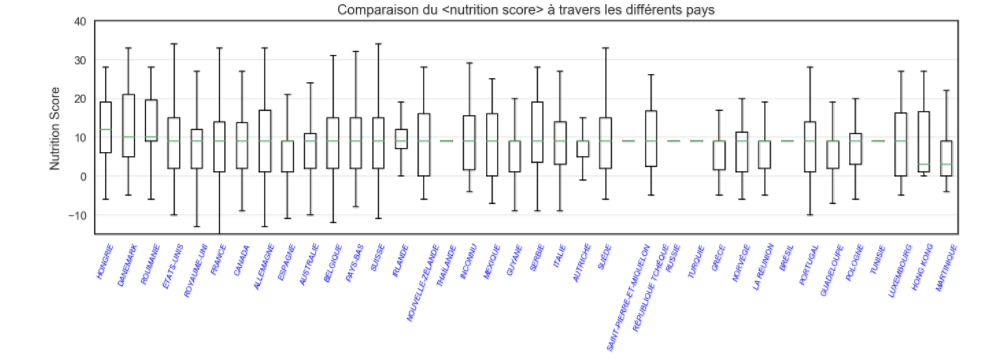 Comparaison du <nutrition score> à travers les différents pays
Nutrition Score
40
30
20
10
0
−10
HONGRIE
DANEMARK
ROUMANIE
ETATS-UNIS
ROYAUME-UNI
FRANCE
CANADA
ALLEMAGNE
ESPAGNE
AUSTRALIE
BELGIQUE
PAYS-BAS
SUISSE
IRLANDE
NOUVELLE-ZÉLANDE
THAÏLANDE
INCONNU
MEXIQUE
GUYANE
SERBIE
ITALIE
AUTRICHE
SUÈDE
SAINT-PIERRE-ET-MIQUELON
RÉPUBLIQUE TCHÈQUE
RUSSIE
TURQUIE
GRÈCE
NORVÈGE
LA RÉUNION
BRÉSIL
PORTUGAL
GUADELOUPE
POLOGNE
TUNISIE
LUXEMBOURG
HONG KONG
MARTINIQUE